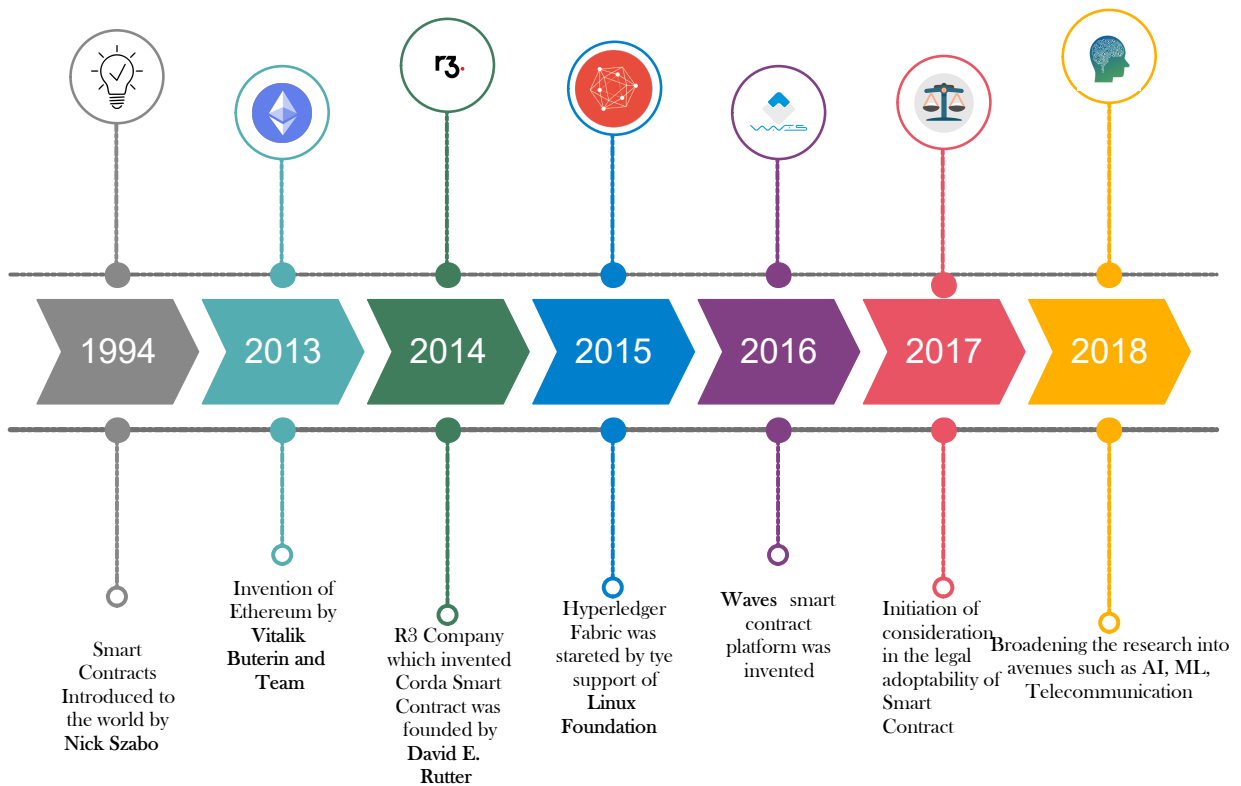 r3.
WAVES
1994
2013
2014
2015
2016
2017
2018
Smart
Contracts
Introduced to
the world by
Nick Szabo
Invention of
Ethereum by
Vitalik
Buterin and
Team
R3 Company
which invented
Corda Smart
Contract was
founded by
David E.
Rutter
Hyperledger
Fabric was
stareted by tye
support of
Linux
Foundation
Waves smart
contract
platform was
invented
Initiation of
consideration
in the legal
adoptability of
Smart
Contract
Broadening the research into
avenues such as AI, ML,
Telecommunication